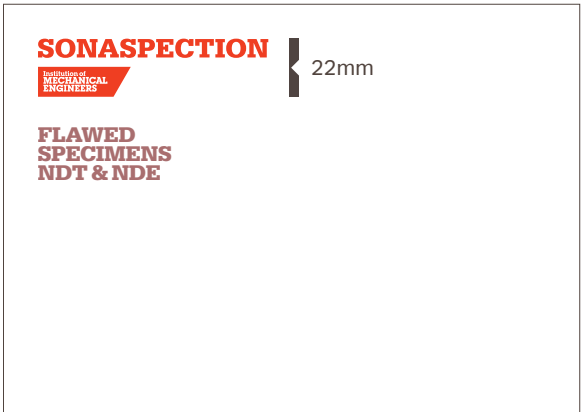 SONASPECTION
Institution of
MECHANICAL
ENGINEERS
22mm
FLAWED
SPECIMENS
NDT & NDE